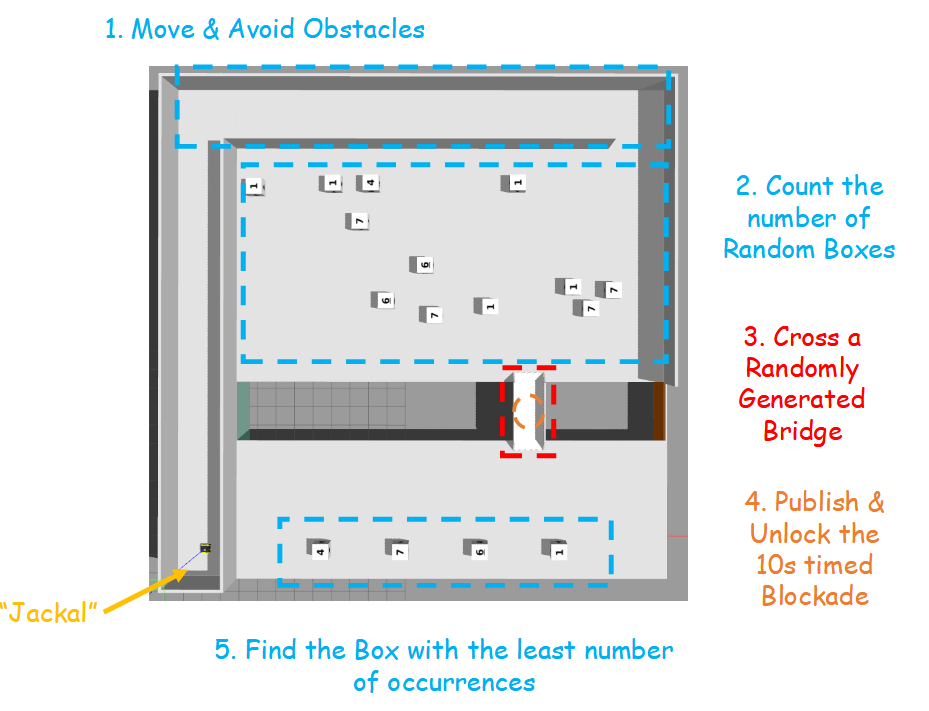 1. Move & Avoid Obstacles
1
1
4
1
7
6
1
7
6
7
1
7
2. Count the
number of
Random Boxes
3. Cross a
Randomly
Generated
Bridge
4. Publish &
Unlock the
10s timed
Blockade
4
7
6
1
"Jackal"
5. Find the Box with the least number
of occurrences